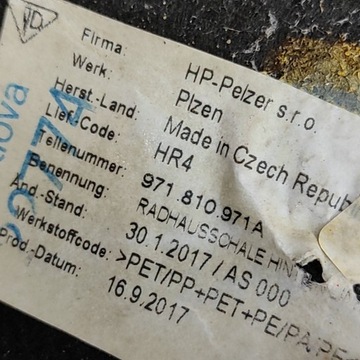 ID
Firma: HP-Pelzer s.r.o.
Werk: Plzen
Herst.-Land: Made in Czech Repub
Lief.-Code: HR4
Teilenummer: 971.810.971A
Benennung: RADHAUSSCHALE
Änd-Stand: 30.1.2017 / AS 000
Werkstoffcode: >PET/PP+PET+PE/PA/PE
Prod-Datum: 16.9.2017